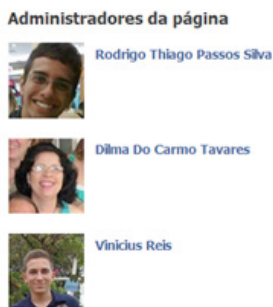 Administradores da página
Rodrigo Thiago Passos Silva
Dilma Do Carmo Tavares
Vinicius Reis